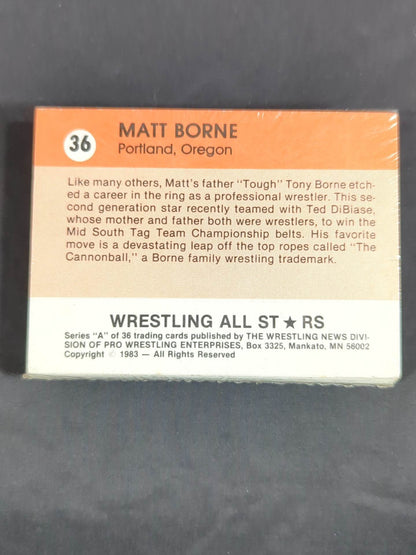 36
MATT BORNE
Portland, Oregon
Like many others, Matt's father "Tough" Tony Borne etch-
ed a career in the ring as a professional wrestler. This se-
cond generation star recently teamed with Ted DiBiase,
whose mother and father both were wrestlers, to win the
Mid South Tag Team Championship belts. His favorite
move is a devastating leap off the top ropes called "The
Cannonball," a Borne family wrestling trademark.
WRESTLING ALL ST★RS
Series "A" of 36 trading cards published by THE WRESTLING NEWS DIVI-
SION OF PRO WRESTLING ENTERPRISES, Box 3325, Mankato, MN 56002
Copyright © 1983 — All Rights Reserved